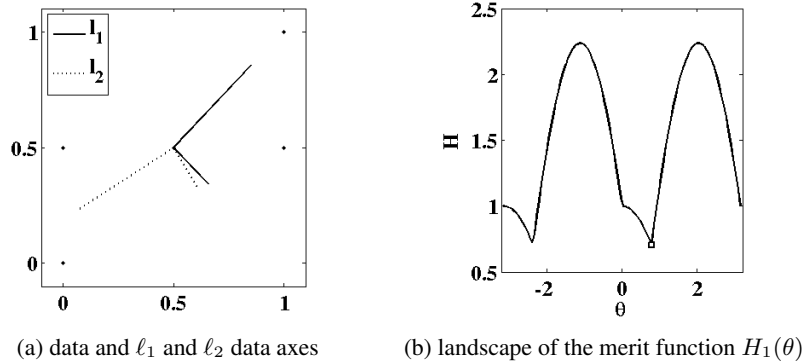 1
0.5
0
0
0.5
1
l₁
l₂
2.5
2
1.5
1
0.5
H
-2
0
2
θ
(a) data and ℓ₁ and ℓ₂ data axes
(b) landscape of the merit function H₁(θ)